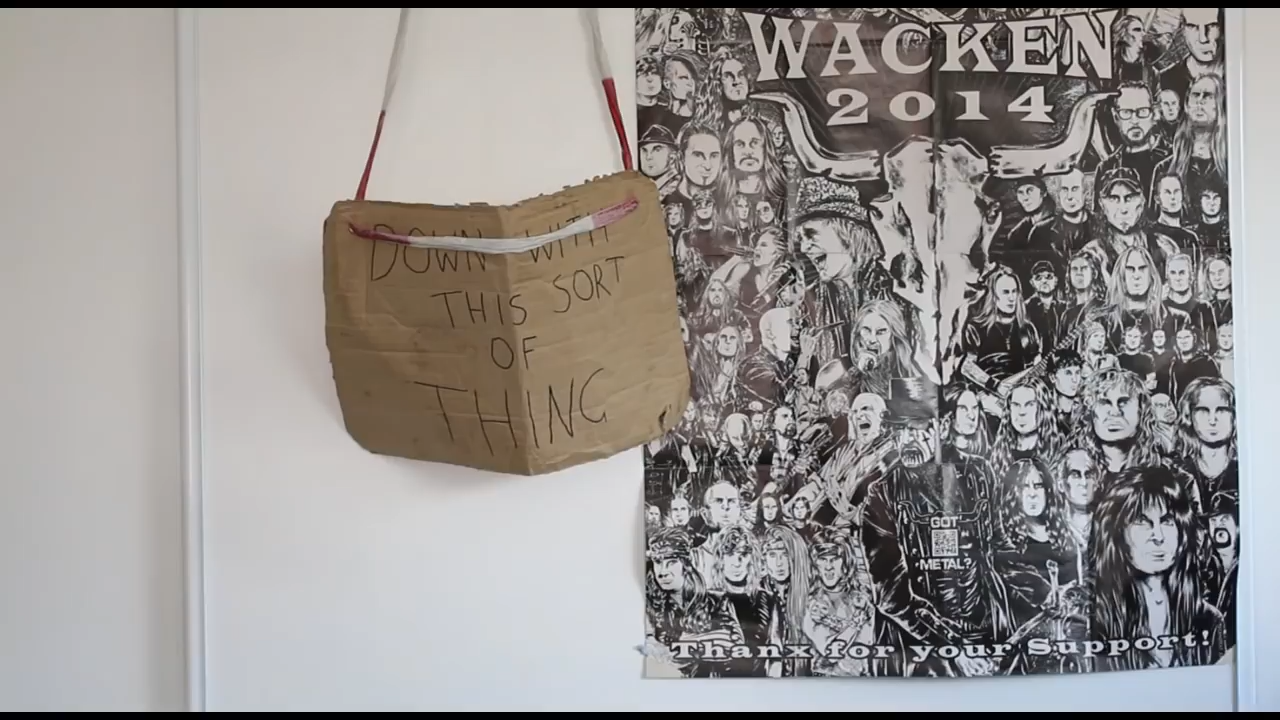 DOWN WITH
THIS SORT
OF
THING
WACKEN
2014
GOT
METAL?
Thanx for your Support!